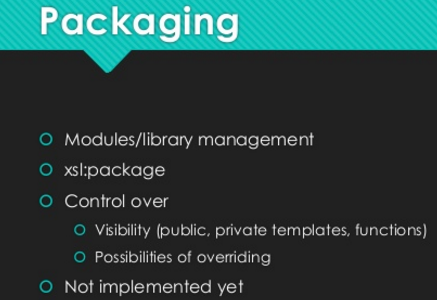 Packaging
Modules/library management
xsl:package
Control over
Visibility (public, private templates, functions)
Possibilities of overriding
Not implemented yet